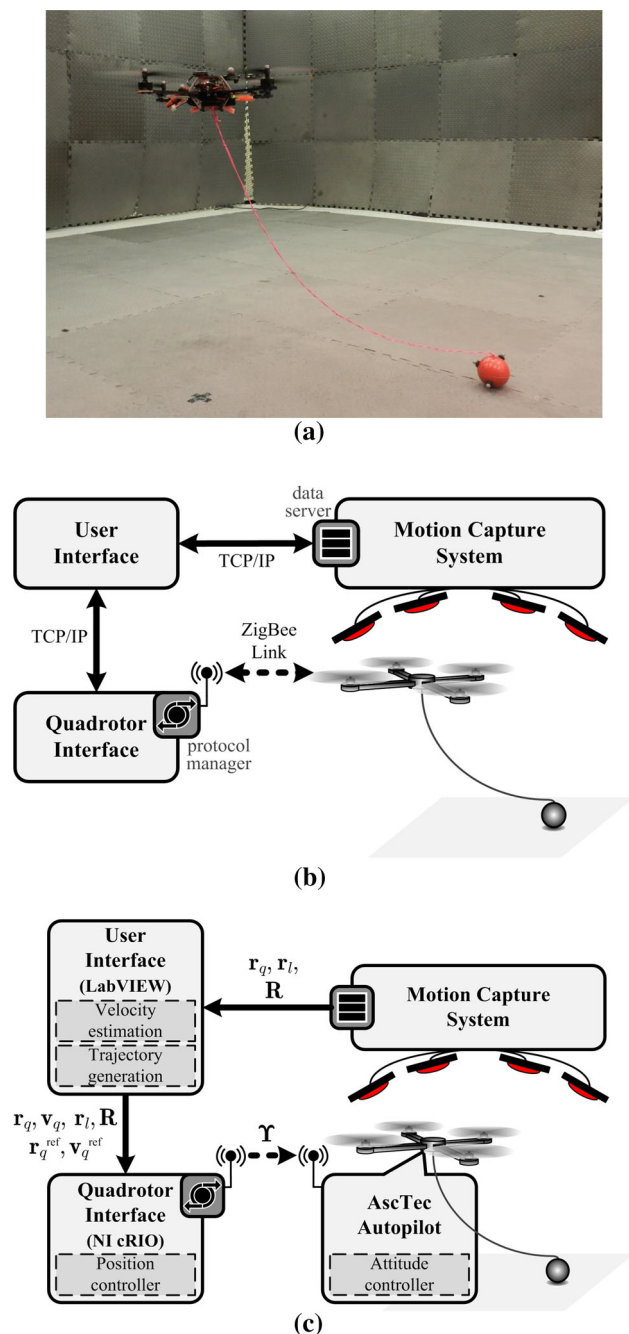 (a)
data
server
User
Interface
TCP/IP
Motion Capture
System
TCP/IP
ZigBee
Link
Quadrotor
Interface
protocol
manager
(b)
User
Interface
(LabVIEW)
Velocity
estimation
Trajectory
generation
r_q, r_l,
R
Motion Capture
System
r_q, v_q, r_l, R
r_q^ref, v_q^ref
ϒ
Quadrotor
Interface
(NI cRIO)
Position
controller
AscTec
Autopilot
Attitude
controller
(c)